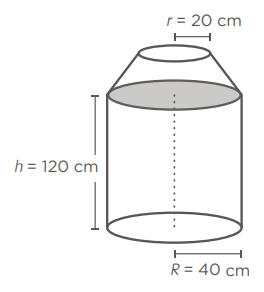 r = 20 cm
h = 120 cm
R = 40 cm